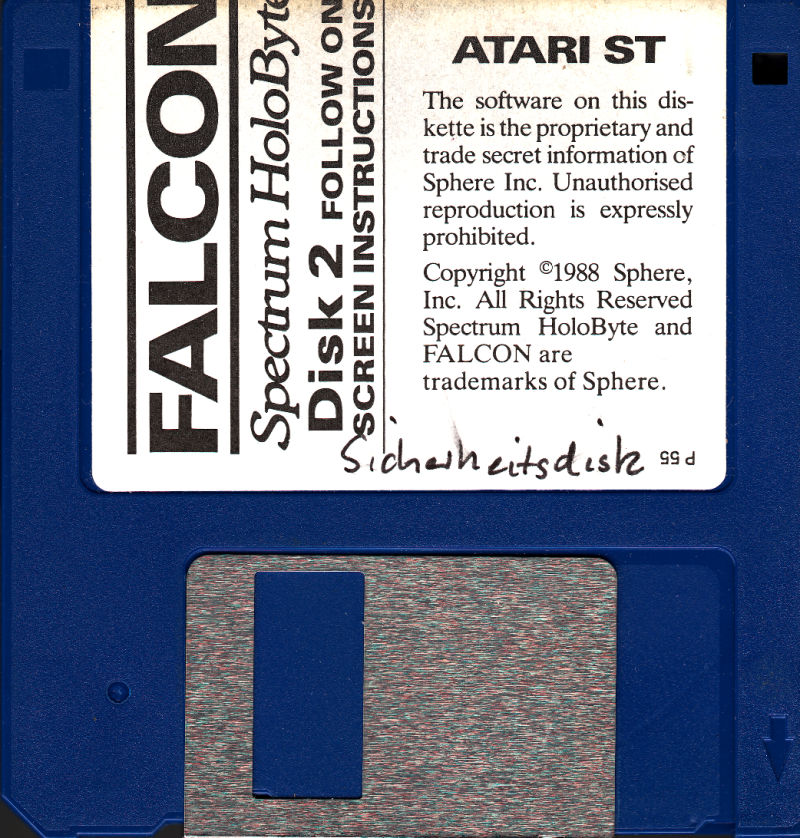 FALCON
Spectrum HoloByte
Disk 2 FOLLOW ON
SCREEN INSTRUCTIONS
ATARI ST
The software on this dis-
kette is the proprietary and
trade secret information of
Sphere Inc. Unauthorised
reproduction is expressly
prohibited.
Copyright ©1988 Sphere,
Inc. All Rights Reserved
Spectrum HoloByte and
FALCON are
trademarks of Sphere.
Sicherheitsdisk
P 55